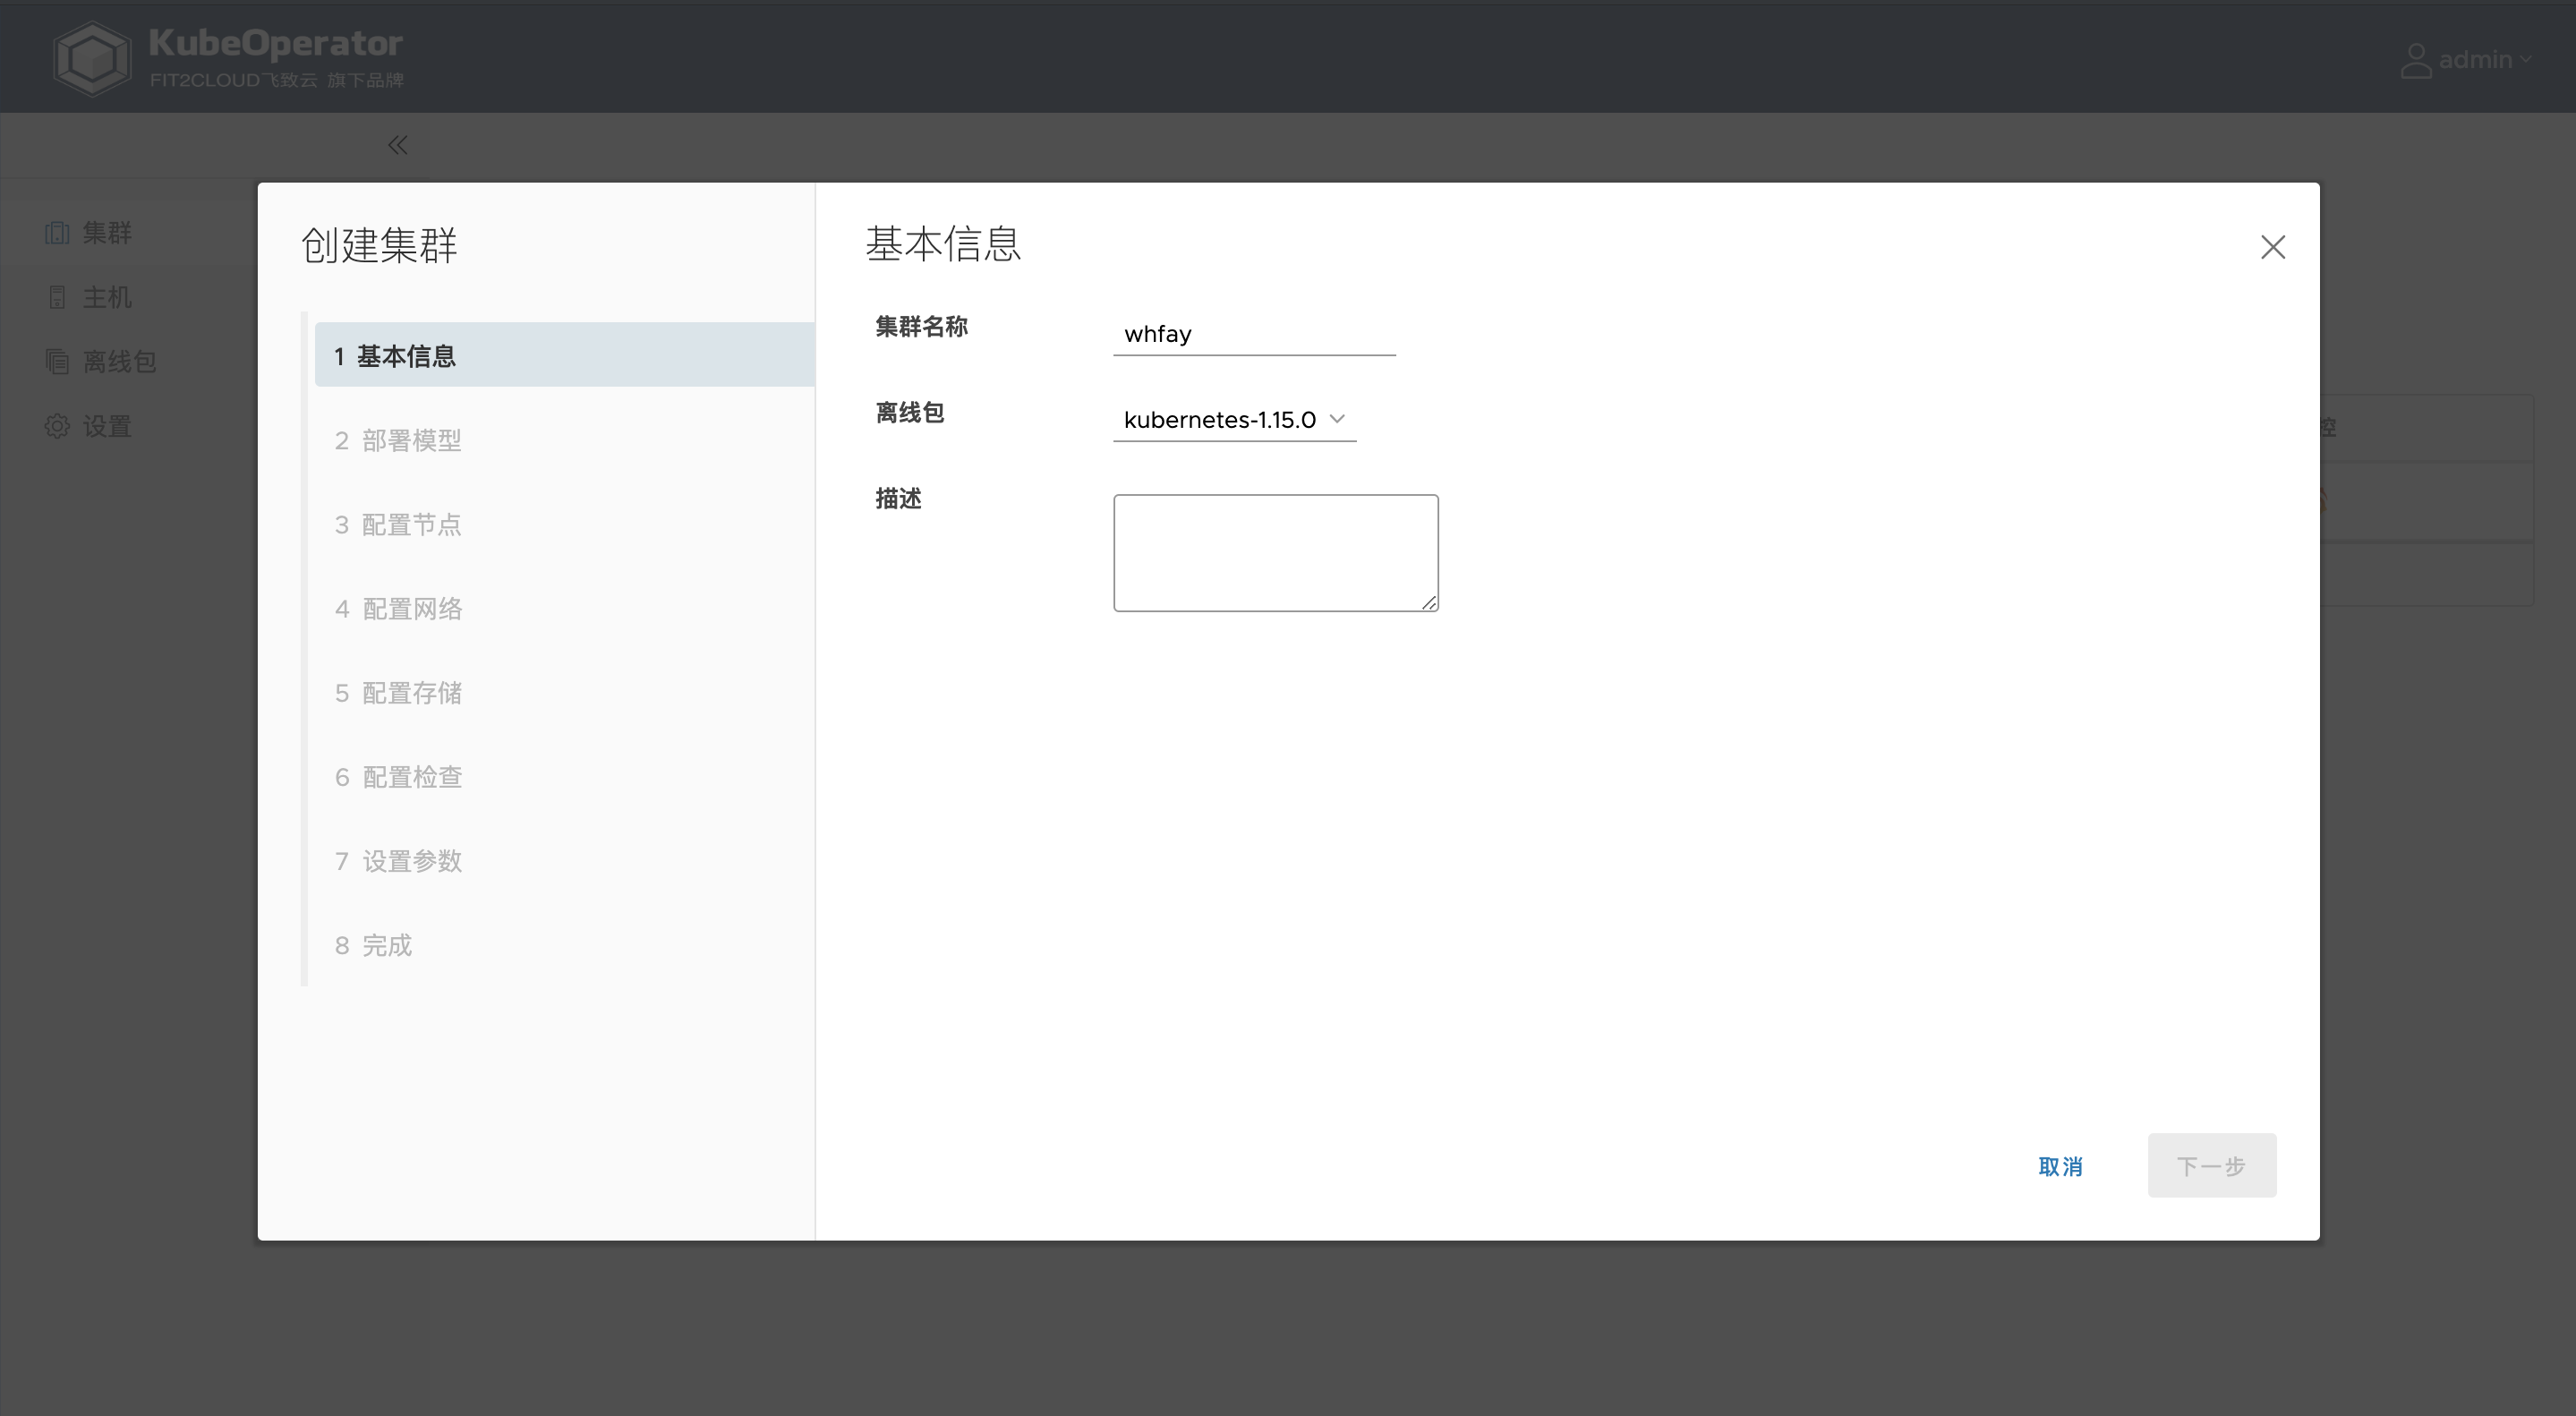 KubeOperator
FIT2CLOUD飞致云 旗下品牌
admin
集群
主机
离线包
设置
控
创建集群
1 基本信息
2 部署模型
3 配置节点
4 配置网络
5 配置存储
6 配置检查
7 设置参数
8 完成
基本信息
集群名称 whfay
离线包 kubernetes-1.15.0
描述
取消 下一步